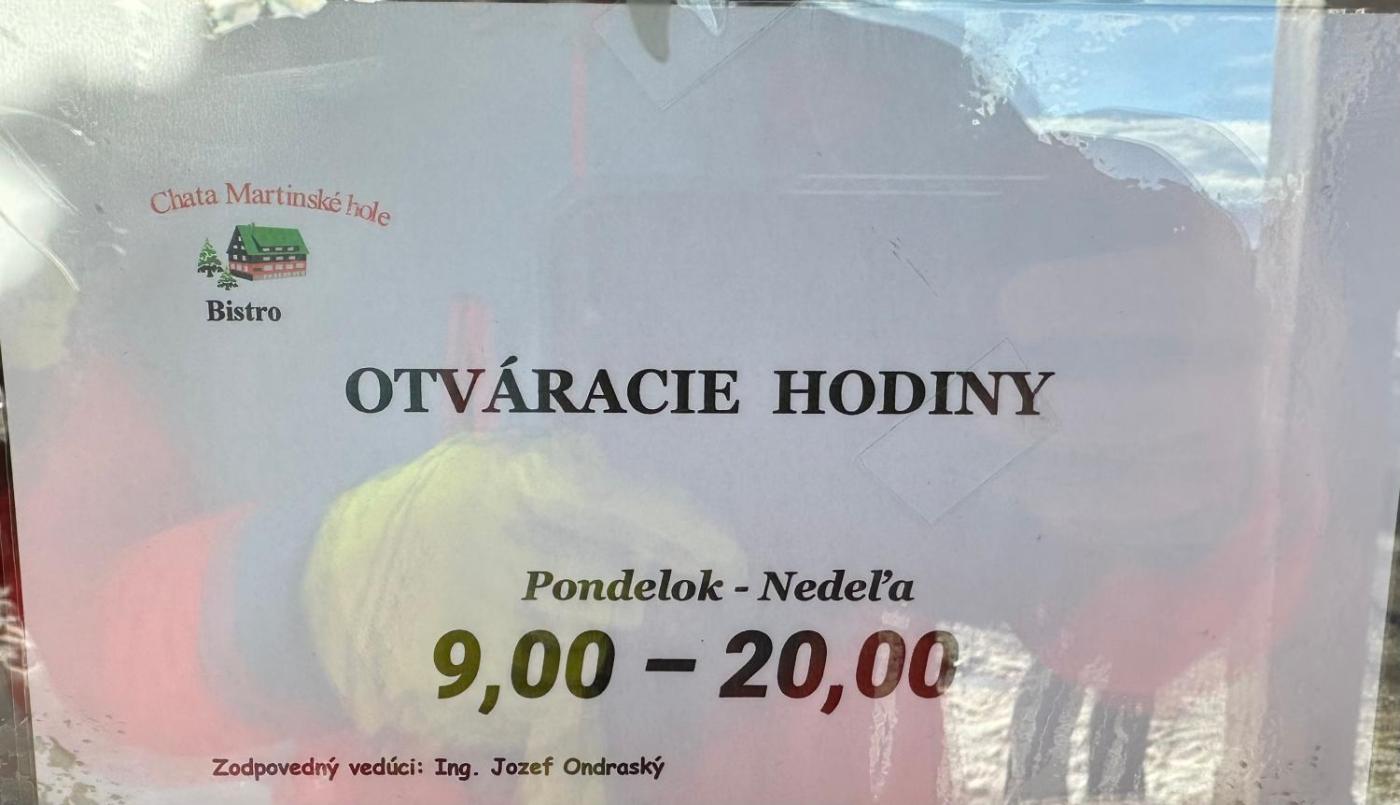 Chata Martinské hole
Bistro
OTVÁRACIE HODINY
Pondelok - Nedeľa
9,00 – 20,00
Zodpovedný vedúci: Ing. Jozef Ondraský